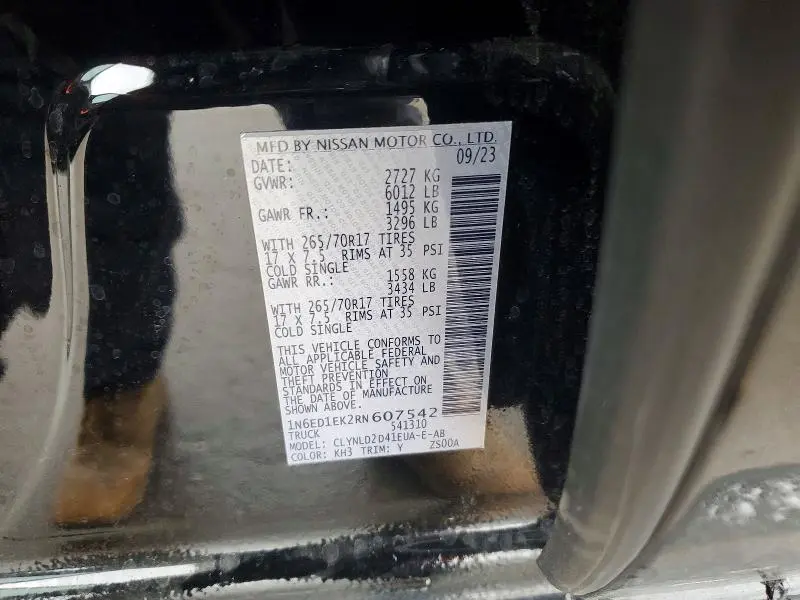 MFD BY NISSAN MOTOR CO., LTD.
DATE: 09/23
GVWR: 2727 KG
6012 LB
GAWR FR.: 1495 KG
3296 LB
WITH 265/70R17 TIRES
17 X 7.5 RIMS AT 35 PSI
COLD SINGLE
GAWR RR.: 1558 KG
3434 LB
WITH 265/70R17 TIRES
17 X 7.5 RIMS AT 35 PSI
COLD SINGLE
THIS VEHICLE CONFORMS TO
ALL APPLICABLE FEDERAL
MOTOR VEHICLE SAFETY AND
THEFT PREVENTION
STANDARDS IN EFFECT ON
THE DATE OF MANUFACTURE
SHOWN ABOVE.
1N6ED1EK2RN607542
TRUCK 541310
MODEL: CLYNLD2D41EUA-E-AB
COLOR: KH3 TRIM: Y ZS00A